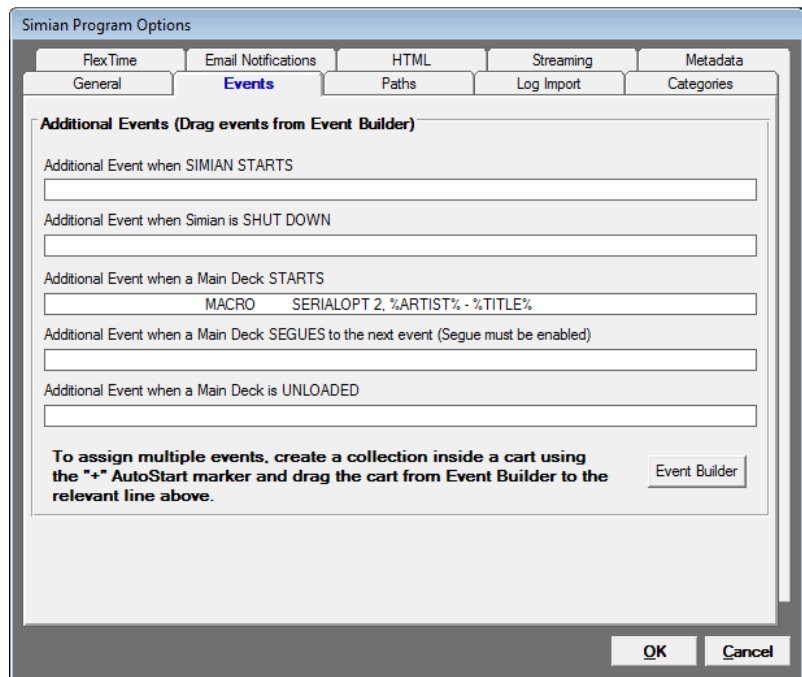 Simian Program Options
FlexTime Email Notifications HTML Streaming Metadata
General Events Paths Log Import Categories
Additional Events (Drag events from Event Builder)
Additional Event when SIMIAN STARTS
Additional Event when Simian is SHUT DOWN
Additional Event when a Main Deck STARTS
MACRO SERIALOPT 2, %ARTIST% - %TITLE%
Additional Event when a Main Deck SEGUES to the next event (Segue must be enabled)
Additional Event when a Main Deck is UNLOADED
To assign multiple events, create a collection inside a cart using
the "+" AutoStart marker and drag the cart from Event Builder to the
relevant line above.
Event Builder
OK Cancel